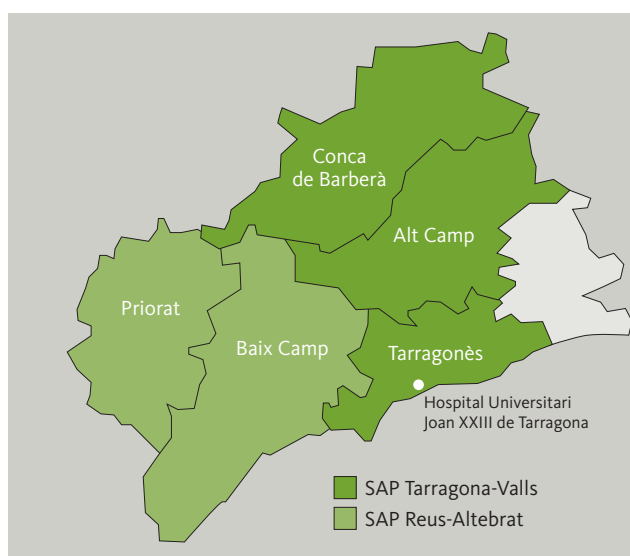 Conca
de Barberà
Alt Camp
Priorat
Baix Camp
Tarragonès
Hospital Universitari
Joan XXIII de Tarragona
SAP Tarragona-Valls
SAP Reus-Altebrat